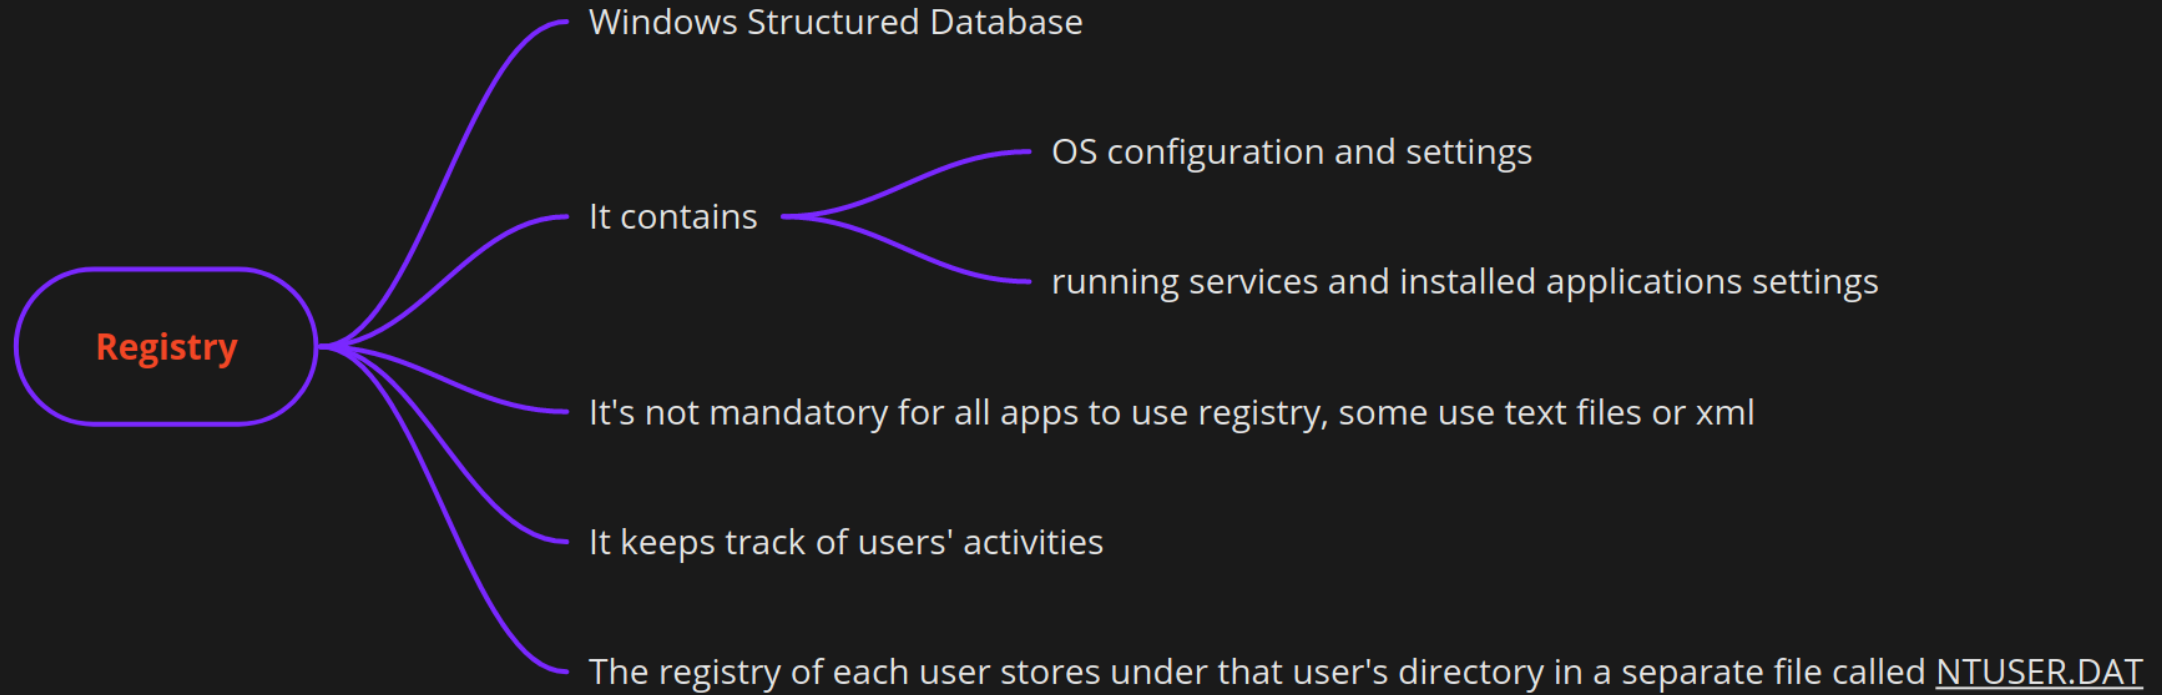 Registry
Windows Structured Database
It contains
OS configuration and settings
running services and installed applications settings
It's not mandatory for all apps to use registry, some use text files or xml
It keeps track of users' activities
The registry of each user stores under that user's directory in a separate file called NTUSER.DAT